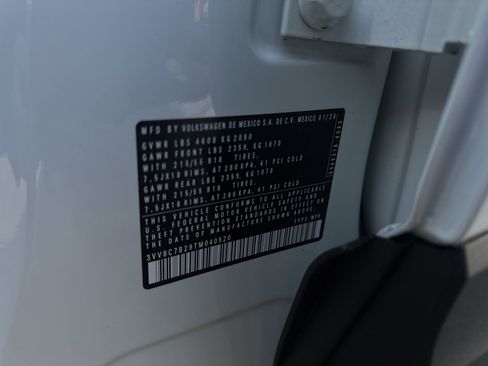 MFD BY VOLKSWAGEN DE MEXICO S.A. DE C.V. MEXICO 01/26
GVWR LBS 4608 KG 2090
GAWR FRONT LBS 2359, KG 1070
WITH 215/55 R18 TIRES,
7.5JX18 RIMS, AT 280 KPA, 41 PSI COLD
GAWR REAR LBS 2359, KG 1070
WITH 215/55 R18 TIRES,
7.5JX18 RIMS, AT 280 KPA, 41 PSI COLD
THIS VEHICLE CONFORMS TO ALL APPLICABLE
U.S. FEDERAL MOTOR VEHICLE SAFETY AND
THEFT PREVENTION STANDARDS IN EFFECT ON
THE DATE OF MANUFACTURE SHOWN ABOVE.
3VV8C7B29TM040520 TYPE MPV